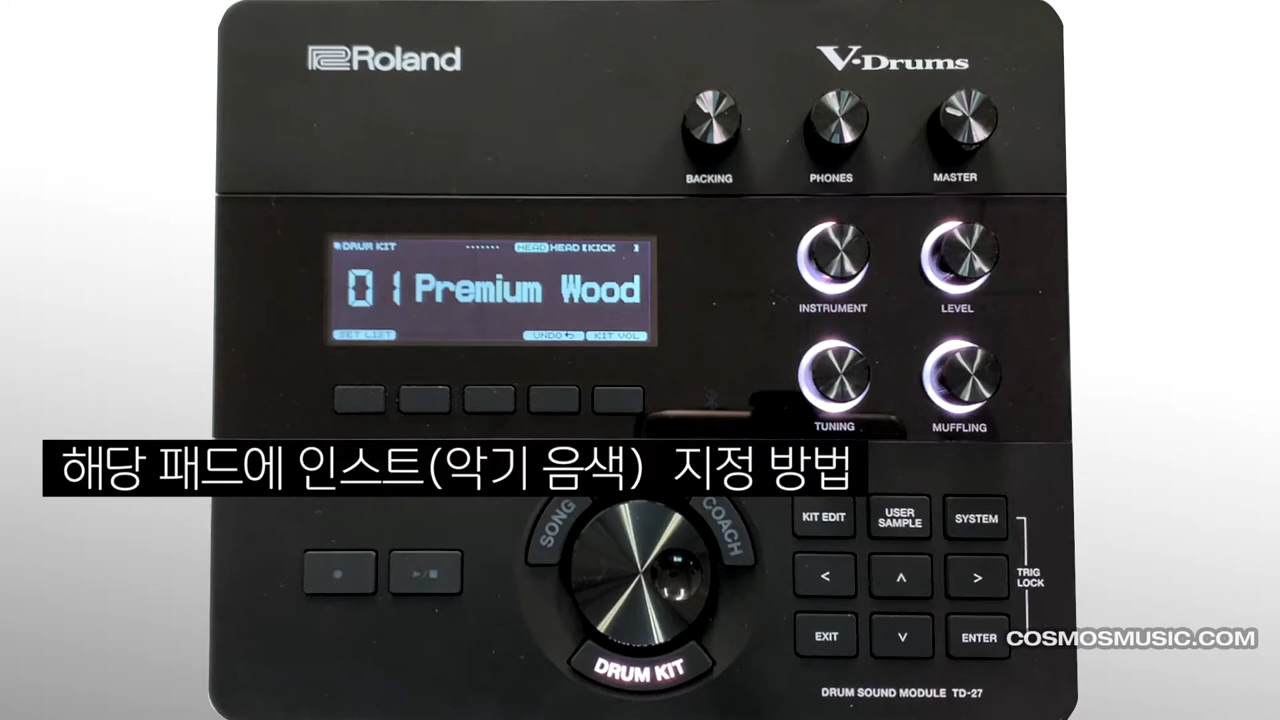 Roland
V-Drums
BACKING
PHONES
MASTER
DRUM KIT
HEAD HEAD KICK
01 Premium Wood
SET LIST
UNDO
KIT VOL
INSTRUMENT
LEVEL
TUNING
MUFFLING
해당 패드에 인스트(악기 음색) 지정 방법
SONG
COACH
DRUM KIT
KIT EDIT
USER
SAMPLE
SYSTEM
TRIG
LOCK
EXIT
ENTER
COSMOSMUSIC.COM
DRUM SOUND MODULE TD-27